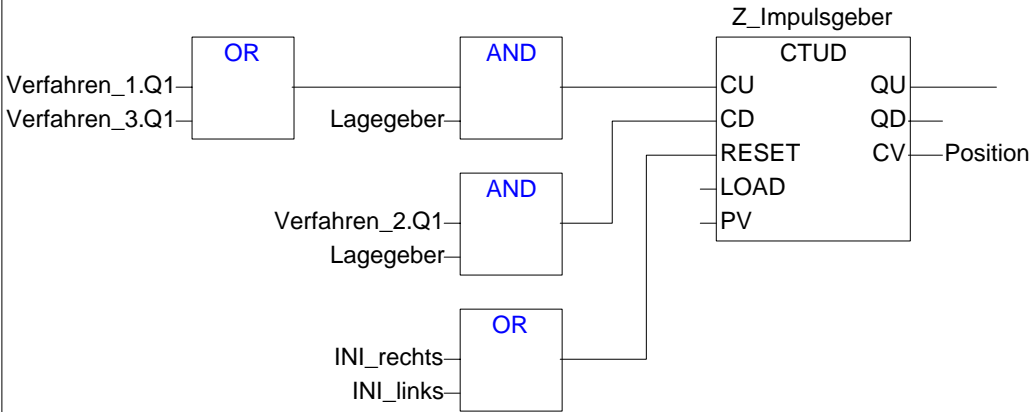 Z_Impulsgeber
OR
AND
CTUD
Verfahren_1.Q1
CU
QU
Verfahren_3.Q1
Lagegeber
CD
QD
RESET
CV
Position
AND
LOAD
Verfahren_2.Q1
PV
Lagegeber
OR
INI_rechts
INI_links